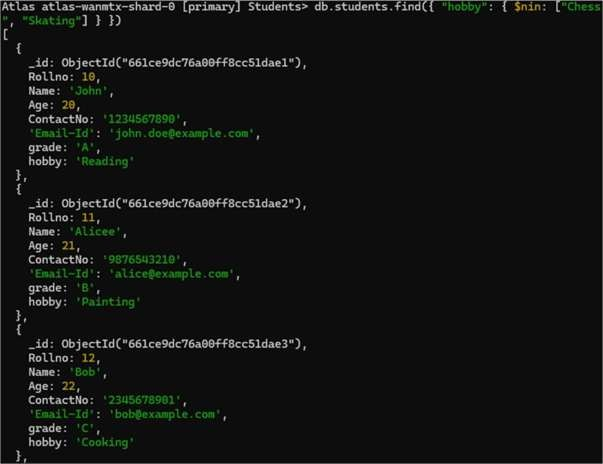 Atlas atlas-wanmtx-shard-0 [primary] Students> db.students.find({ "hobby": { $nin: ["Chess
", "Skating"] } })
[
  {
    _id: ObjectId("661ce9dc76a00ff8cc51dae1"),
    Rollno: 10,
    Name: 'John',
    Age: 20,
    ContactNo: '1234567890',
    'Email-Id': 'john.doe@example.com',
    grade: 'A',
    hobby: 'Reading'
  },
  {
    _id: ObjectId("661ce9dc76a00ff8cc51dae2"),
    Rollno: 11,
    Name: 'Alicee',
    Age: 21,
    ContactNo: '9876543210',
    'Email-Id': 'alice@example.com',
    grade: 'B',
    hobby: 'Painting'
  },
  {
    _id: ObjectId("661ce9dc76a00ff8cc51dae3"),
    Rollno: 12,
    Name: 'Bob',
    Age: 22,
    ContactNo: '2345678901',
    'Email-Id': 'bob@example.com',
    grade: 'C',
    hobby: 'Cooking'
  },